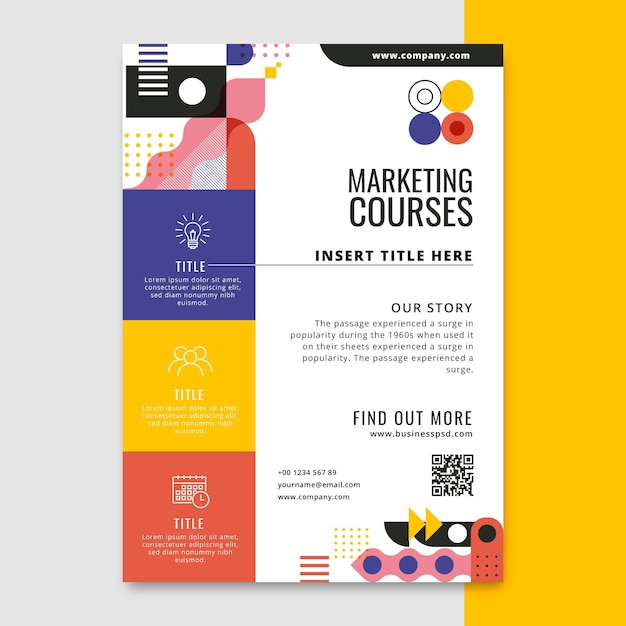 www.company.com
MARKETING
COURSES
INSERT TITLE HERE
TITLE
Lorem ipsum dolor sit amet,
consectetuer adipiscing elit,
sed diam nonummy nibh
euismod.
OUR STORY
The passage experienced a surge in
popularity during the 1960s when used it
on their sheets experienced a surge in
popularity. The passage experienced a
surge.
TITLE
Lorem ipsum dolor sit amet,
consectetuer adipiscing elit,
sed diam nonummy nibh
euismod.
FIND OUT MORE
www.businesspsd.com
+00 1234 567 89
yourname@email.com
www.company.com
TITLE
Lorem ipsum dolor sit amet,
consectetuer adipiscing elit,
sed diam nonummy nibh
euismod.